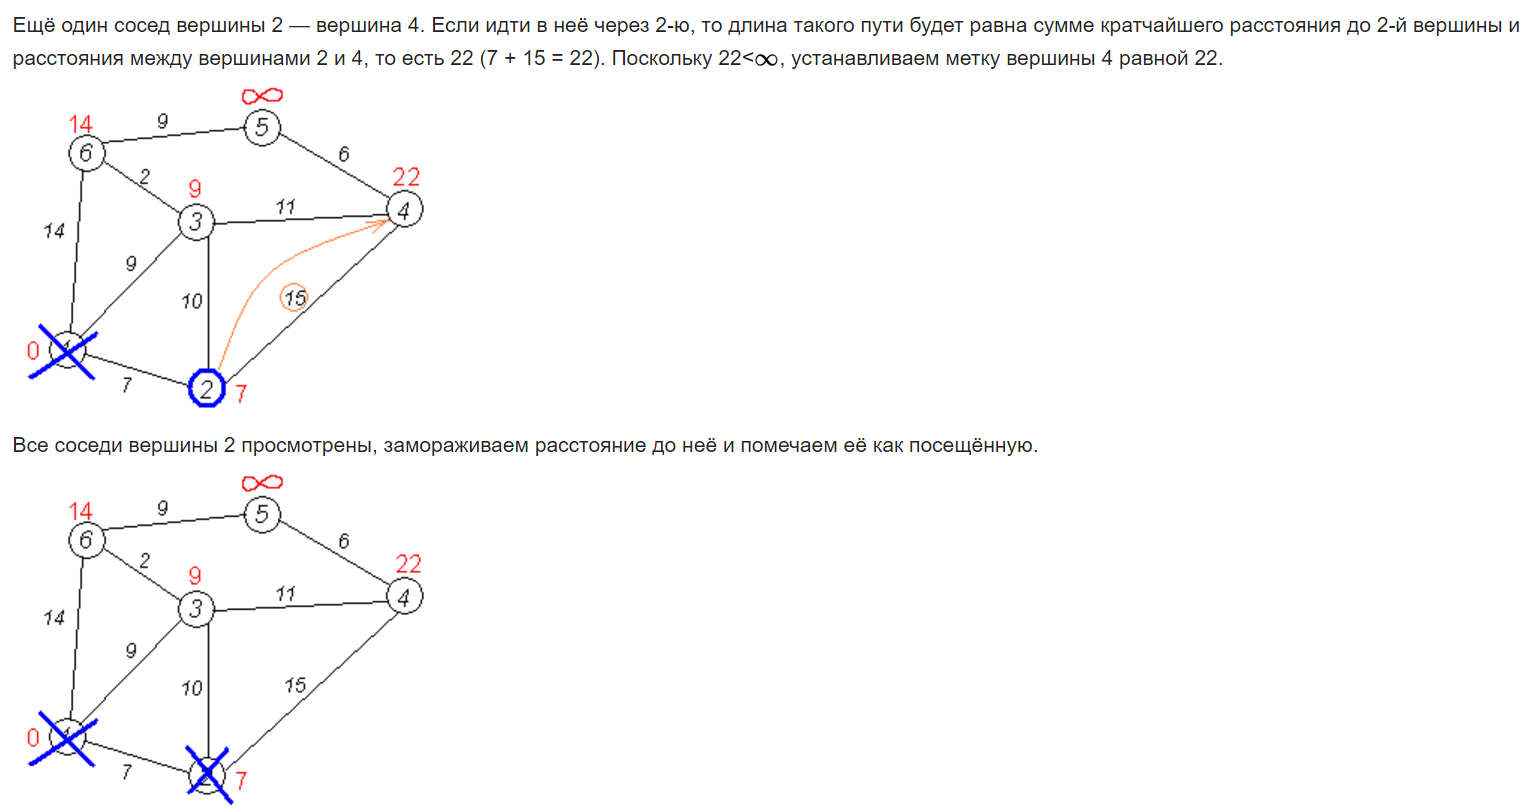 Ещё один сосед вершины 2 — вершина 4. Если идти в неё через 2-ю, то длина такого пути будет равна сумме кратчайшего расстояния до 2-й вершины и
расстояния между вершинами 2 и 4, то есть 22 (7 + 15 = 22). Поскольку 22<∞, устанавливаем метку вершины 4 равной 22.
∞
14 9 5
6 6
2 22
9
3 11 4
14
9
10 15
0
7 2 7
Все соседи вершины 2 просмотрены, замораживаем расстояние до неё и помечаем её как посещённую.
∞
14 9 5
6 6
2 22
9
3 11 4
14
9
10 15
0
7 7